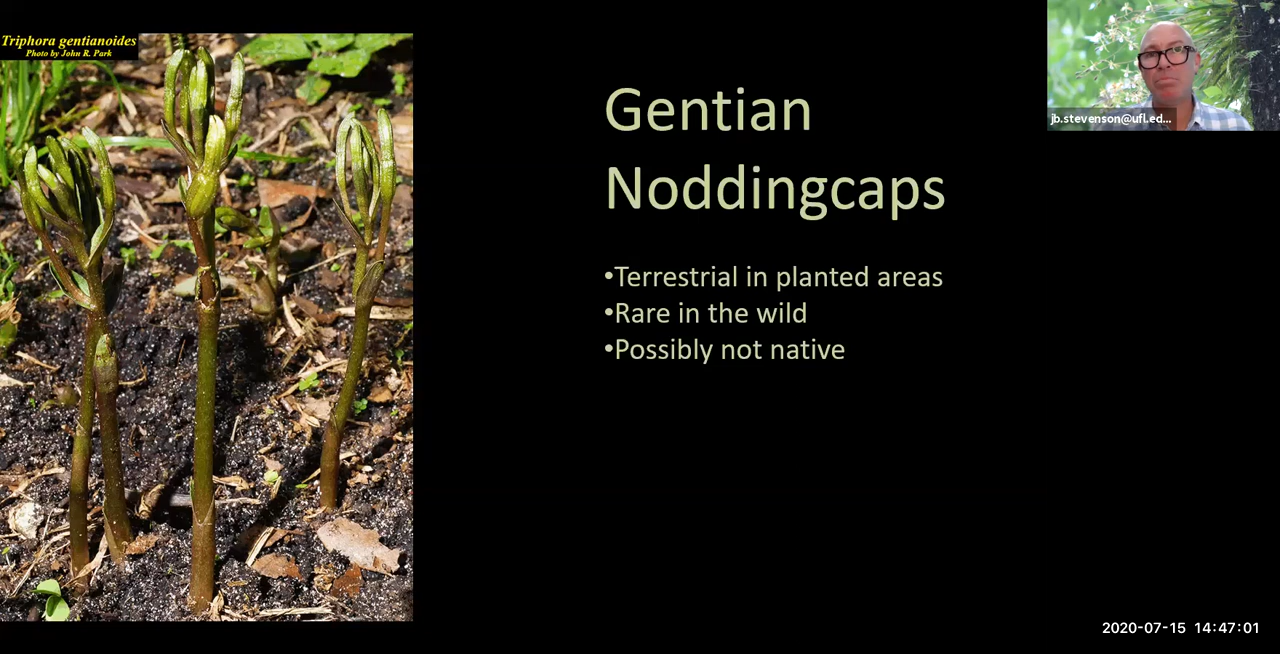 Triphora gentianoides
Photo by John R. Park
Gentian
Noddingcaps
•Terrestrial in planted areas
•Rare in the wild
•Possibly not native
jb.stevenson@ufl.ed...
2020-07-15 14:47:01